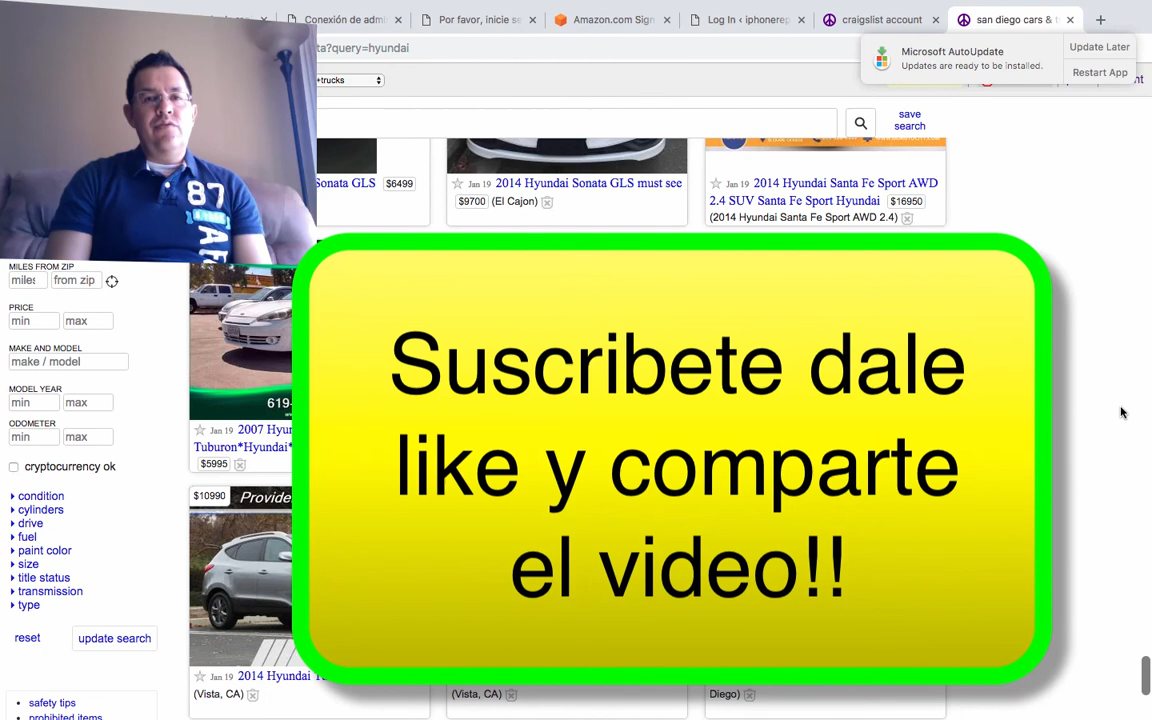 Conexión de admi
Por favor, inicie se
Amazon.com Sign
Log In ‹ iphonerep
craigslist account
san diego cars & t
ta?query=hyundai
Microsoft AutoUpdate
Updates are ready to be installed.
Update Later
Restart App
+trucks
save
search
Sonata GLS $6499
Jan 19 2014 Hyundai Sonata GLS must see
$9700 (El Cajon)
Jan 19 2014 Hyundai Santa Fe Sport AWD
2.4 SUV Santa Fe Sport Hyundai $16950
(2014 Hyundai Santa Fe Sport AWD 2.4)
87
MILES FROM ZIP
miles from zip
PRICE
min max
MAKE AND MODEL
make / model
MODEL YEAR
min max
ODOMETER
min max
cryptocurrency ok
condition
cylinders
drive
fuel
paint color
size
title status
transmission
type
reset update search
safety tips
prohibited items
619-
Jan 19 2007 Hyun
Tuburon*Hyundai*
$5995
$10990 Provide
Jan 19 2014 Hyundai Tu
(Vista, CA)
(Vista, CA)
Diego)
Suscribete dale
like y comparte
el video!!